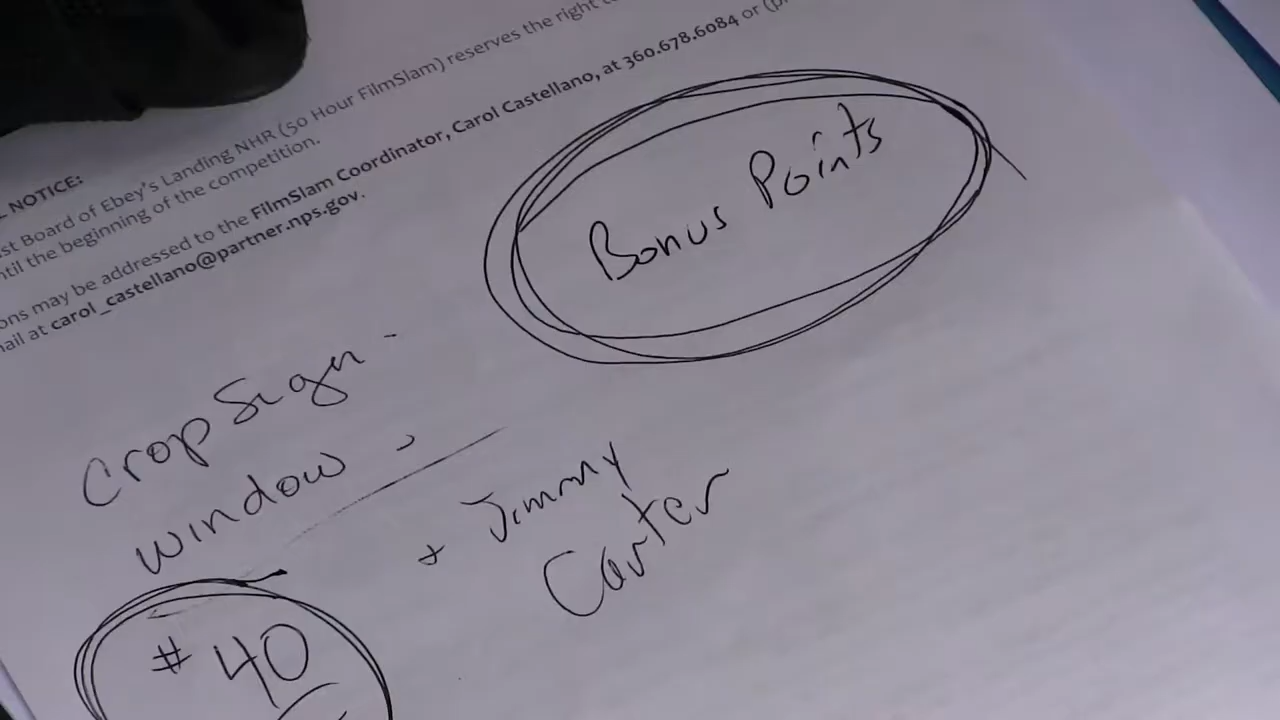 L NOTICE:
st Board of Ebey's Landing NHR (50 Hour FilmSlam) reserves the right
ntil the beginning of the competition.
ons may be addressed to the FilmSlam Coordinator, Carol Castellano, at 360.678.6084 or
ail at carol_castellano@partner.nps.gov.
Bonus Points
Crop Sign -
window -
+ Jimmy
Carter
# 40